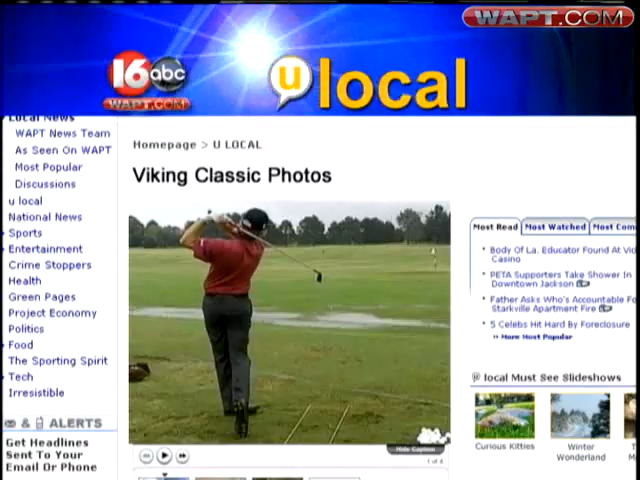 WAPT.COM
16 abc
WAPT.COM
u local
Local News
WAPT News Team
As Seen On WAPT
Most Popular
Discussions
u local
National News
Sports
Entertainment
Crime Stoppers
Health
Green Pages
Project Economy
Politics
Food
The Sporting Spirit
Tech
Irresistible
& ALERTS
Get Headlines
Sent To Your
Email Or Phone
Homepage > U LOCAL
Viking Classic Photos
Hide Caption
1 of 4
Most Read Most Watched Most Com
Body Of La. Educator Found At Vic
Casino
PETA Supporters Take Shower In
Downtown Jackson
Father Asks Who's Accountable Fo
Starkville Apartment Fire
5 Celebs Hit Hard By Foreclosure
» More Most Popular
local Must See Slideshows
Curious Kitties
Winter
Wonderland